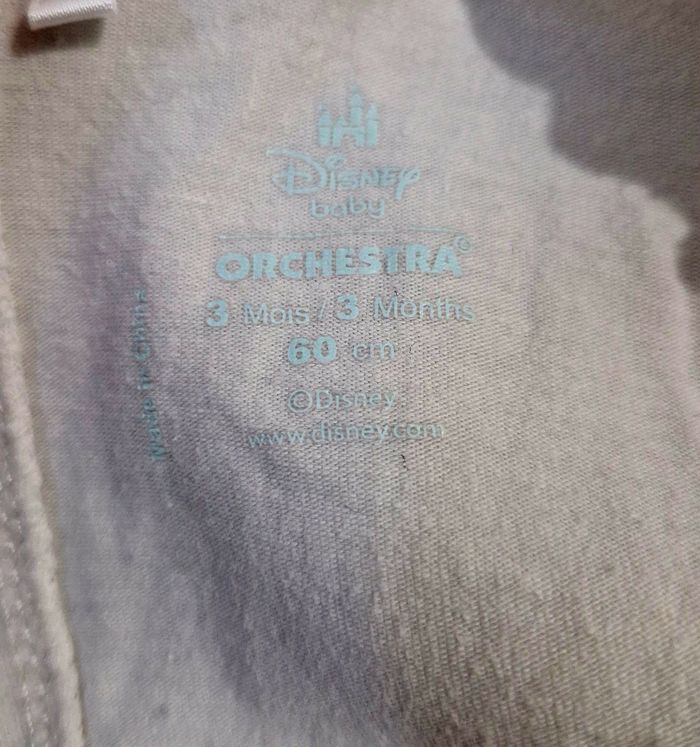 Disney
baby
ORCHESTRA©
3 Mois / 3 Months
60 cm
©Disney
www.disney.com
Made in China